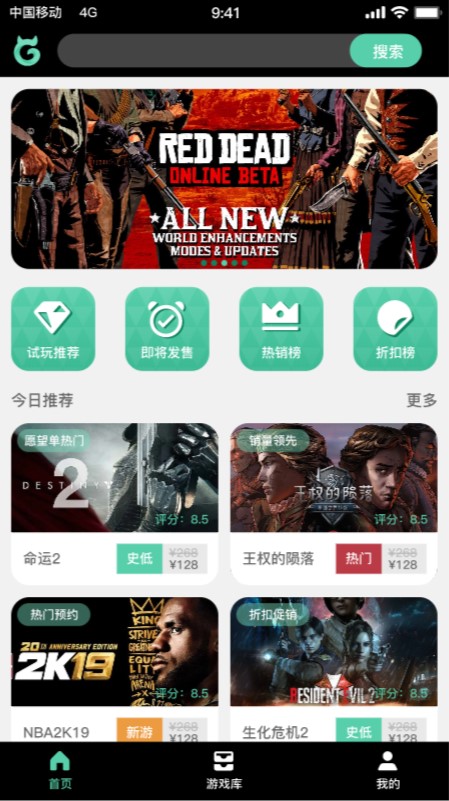 中国移动 4G 9:41
搜索
RED DEAD
ONLINE BETA
ALL NEW
WORLD ENHANCEMENTS
MODES & UPDATES
试玩推荐 即将发售 热销榜 折扣榜
今日推荐 更多
愿望单热门
DESTINY
2
评分：8.5
命运2 史低 ¥268
¥128
销量领先
王权的陨落
评分：8.5
王权的陨落 热门 ¥268
¥128
热门预约
20TH ANNIVERSARY EDITION
2K19
KING
STRIVE
EQUALITY
评分：8.5
NBA2K19 新游 ¥268
¥128
折扣促销
RESIDENT EVIL 2
评分：8.5
生化危机2 史低 ¥268
¥128
首页 游戏库 我的